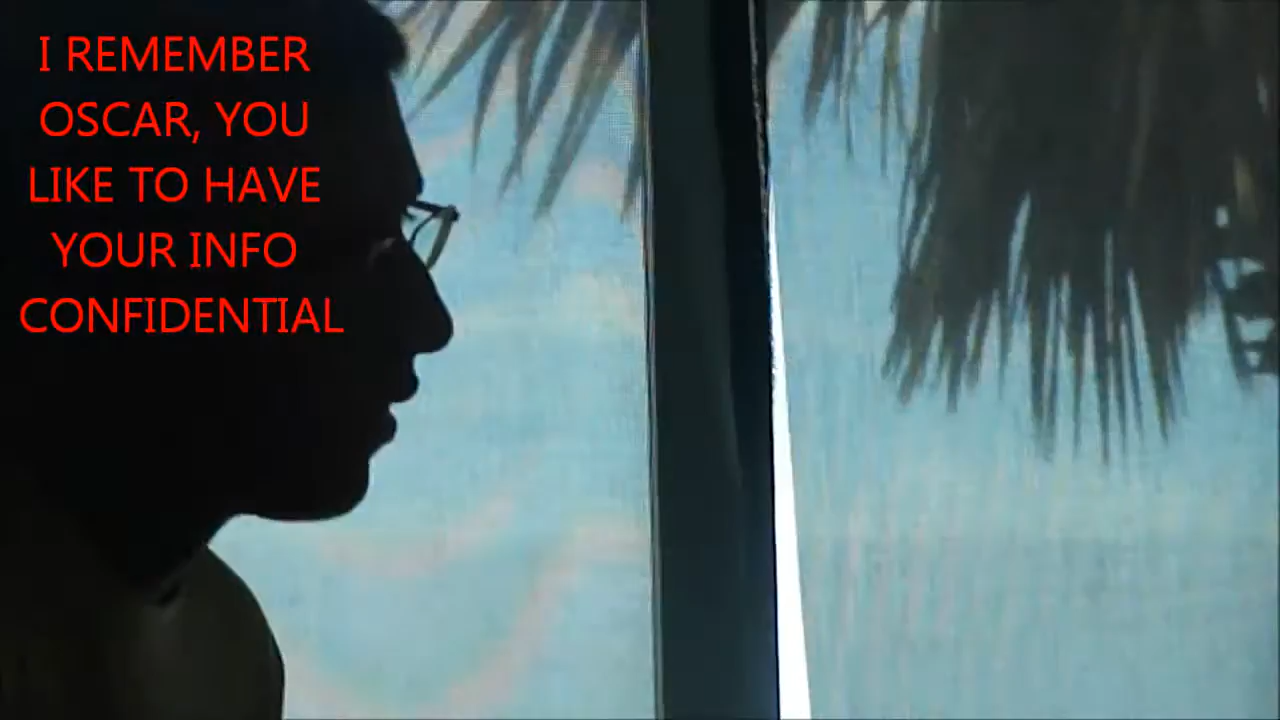 I REMEMBER
OSCAR, YOU
LIKE TO HAVE
YOUR INFO
CONFIDENTIAL